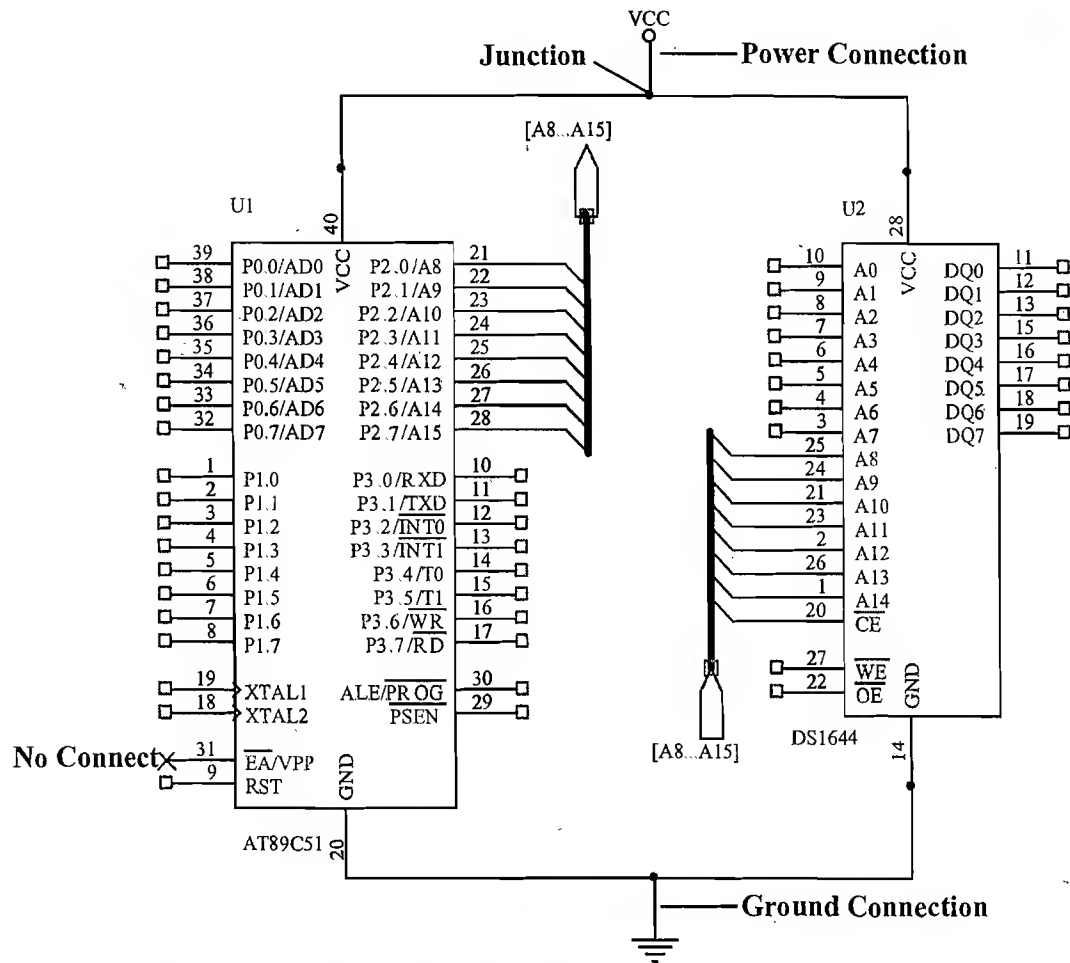 VCC
Junction
Power Connection
[A8...A15]
U1
40
VCC
39 P0.0/AD0
38 P0.1/AD1
37 P0.2/AD2
36 P0.3/AD3
35 P0.4/AD4
34 P0.5/AD5
33 P0.6/AD6
32 P0.7/AD7
P2.0/A8 21
P2.1/A9 22
P2.2/A10 23
P2.3/A11 24
P2.4/A12 25
P2.5/A13 26
P2.6/A14 27
P2.7/A15 28
1 P1.0
2 P1.1
3 P1.2
4 P1.3
5 P1.4
6 P1.5
7 P1.6
8 P1.7
P3.0/RXD 10
P3.1/TXD 11
P3.2/INT0 12
P3.3/INT1 13
P3.4/T0 14
P3.5/T1 15
P3.6/WR 16
P3.7/RD 17
19 XTAL1
18 XTAL2
ALE/PROG 30
PSEN 29
No Connect
31 EA/VPP
9 RST
GND
20
AT89C51
U2
28
VCC
10 A0
9 A1
8 A2
7 A3
6 A4
5 A5
4 A6
3 A7
25 A8
24 A9
21 A10
23 A11
2 A12
26 A13
1 A14
20 CE
27 WE
22 OE
DQ0 11
DQ1 12
DQ2 13
DQ3 15
DQ4 16
DQ5 17
DQ6 18
DQ7 19
GND
14
DS1644
[A8...A15]
Ground Connection